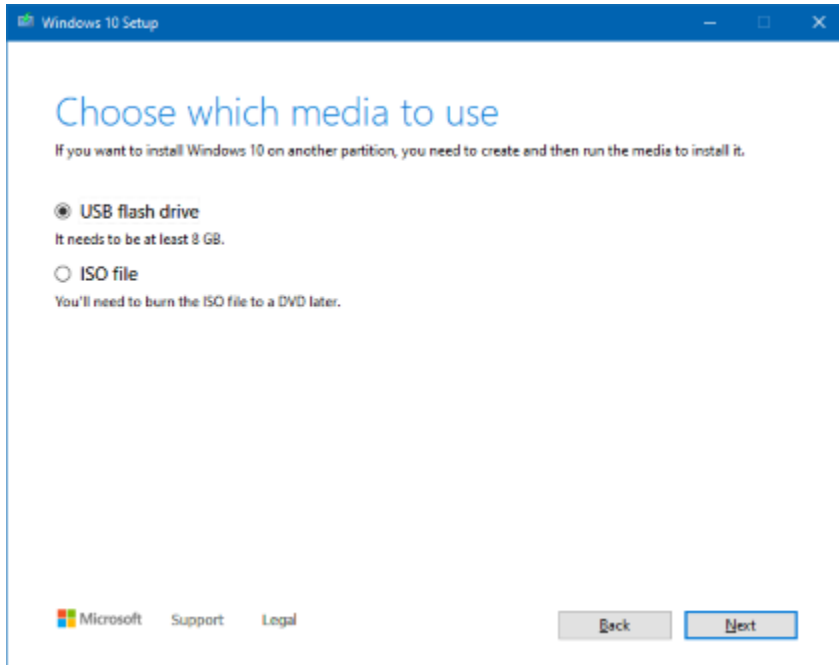 Windows 10 Setup
Choose which media to use
If you want to install Windows 10 on another partition, you need to create and then run the media to install it.
USB flash drive
It needs to be at least 8 GB.
ISO file
You'll need to burn the ISO file to a DVD later.
Microsoft Support Legal Back Next